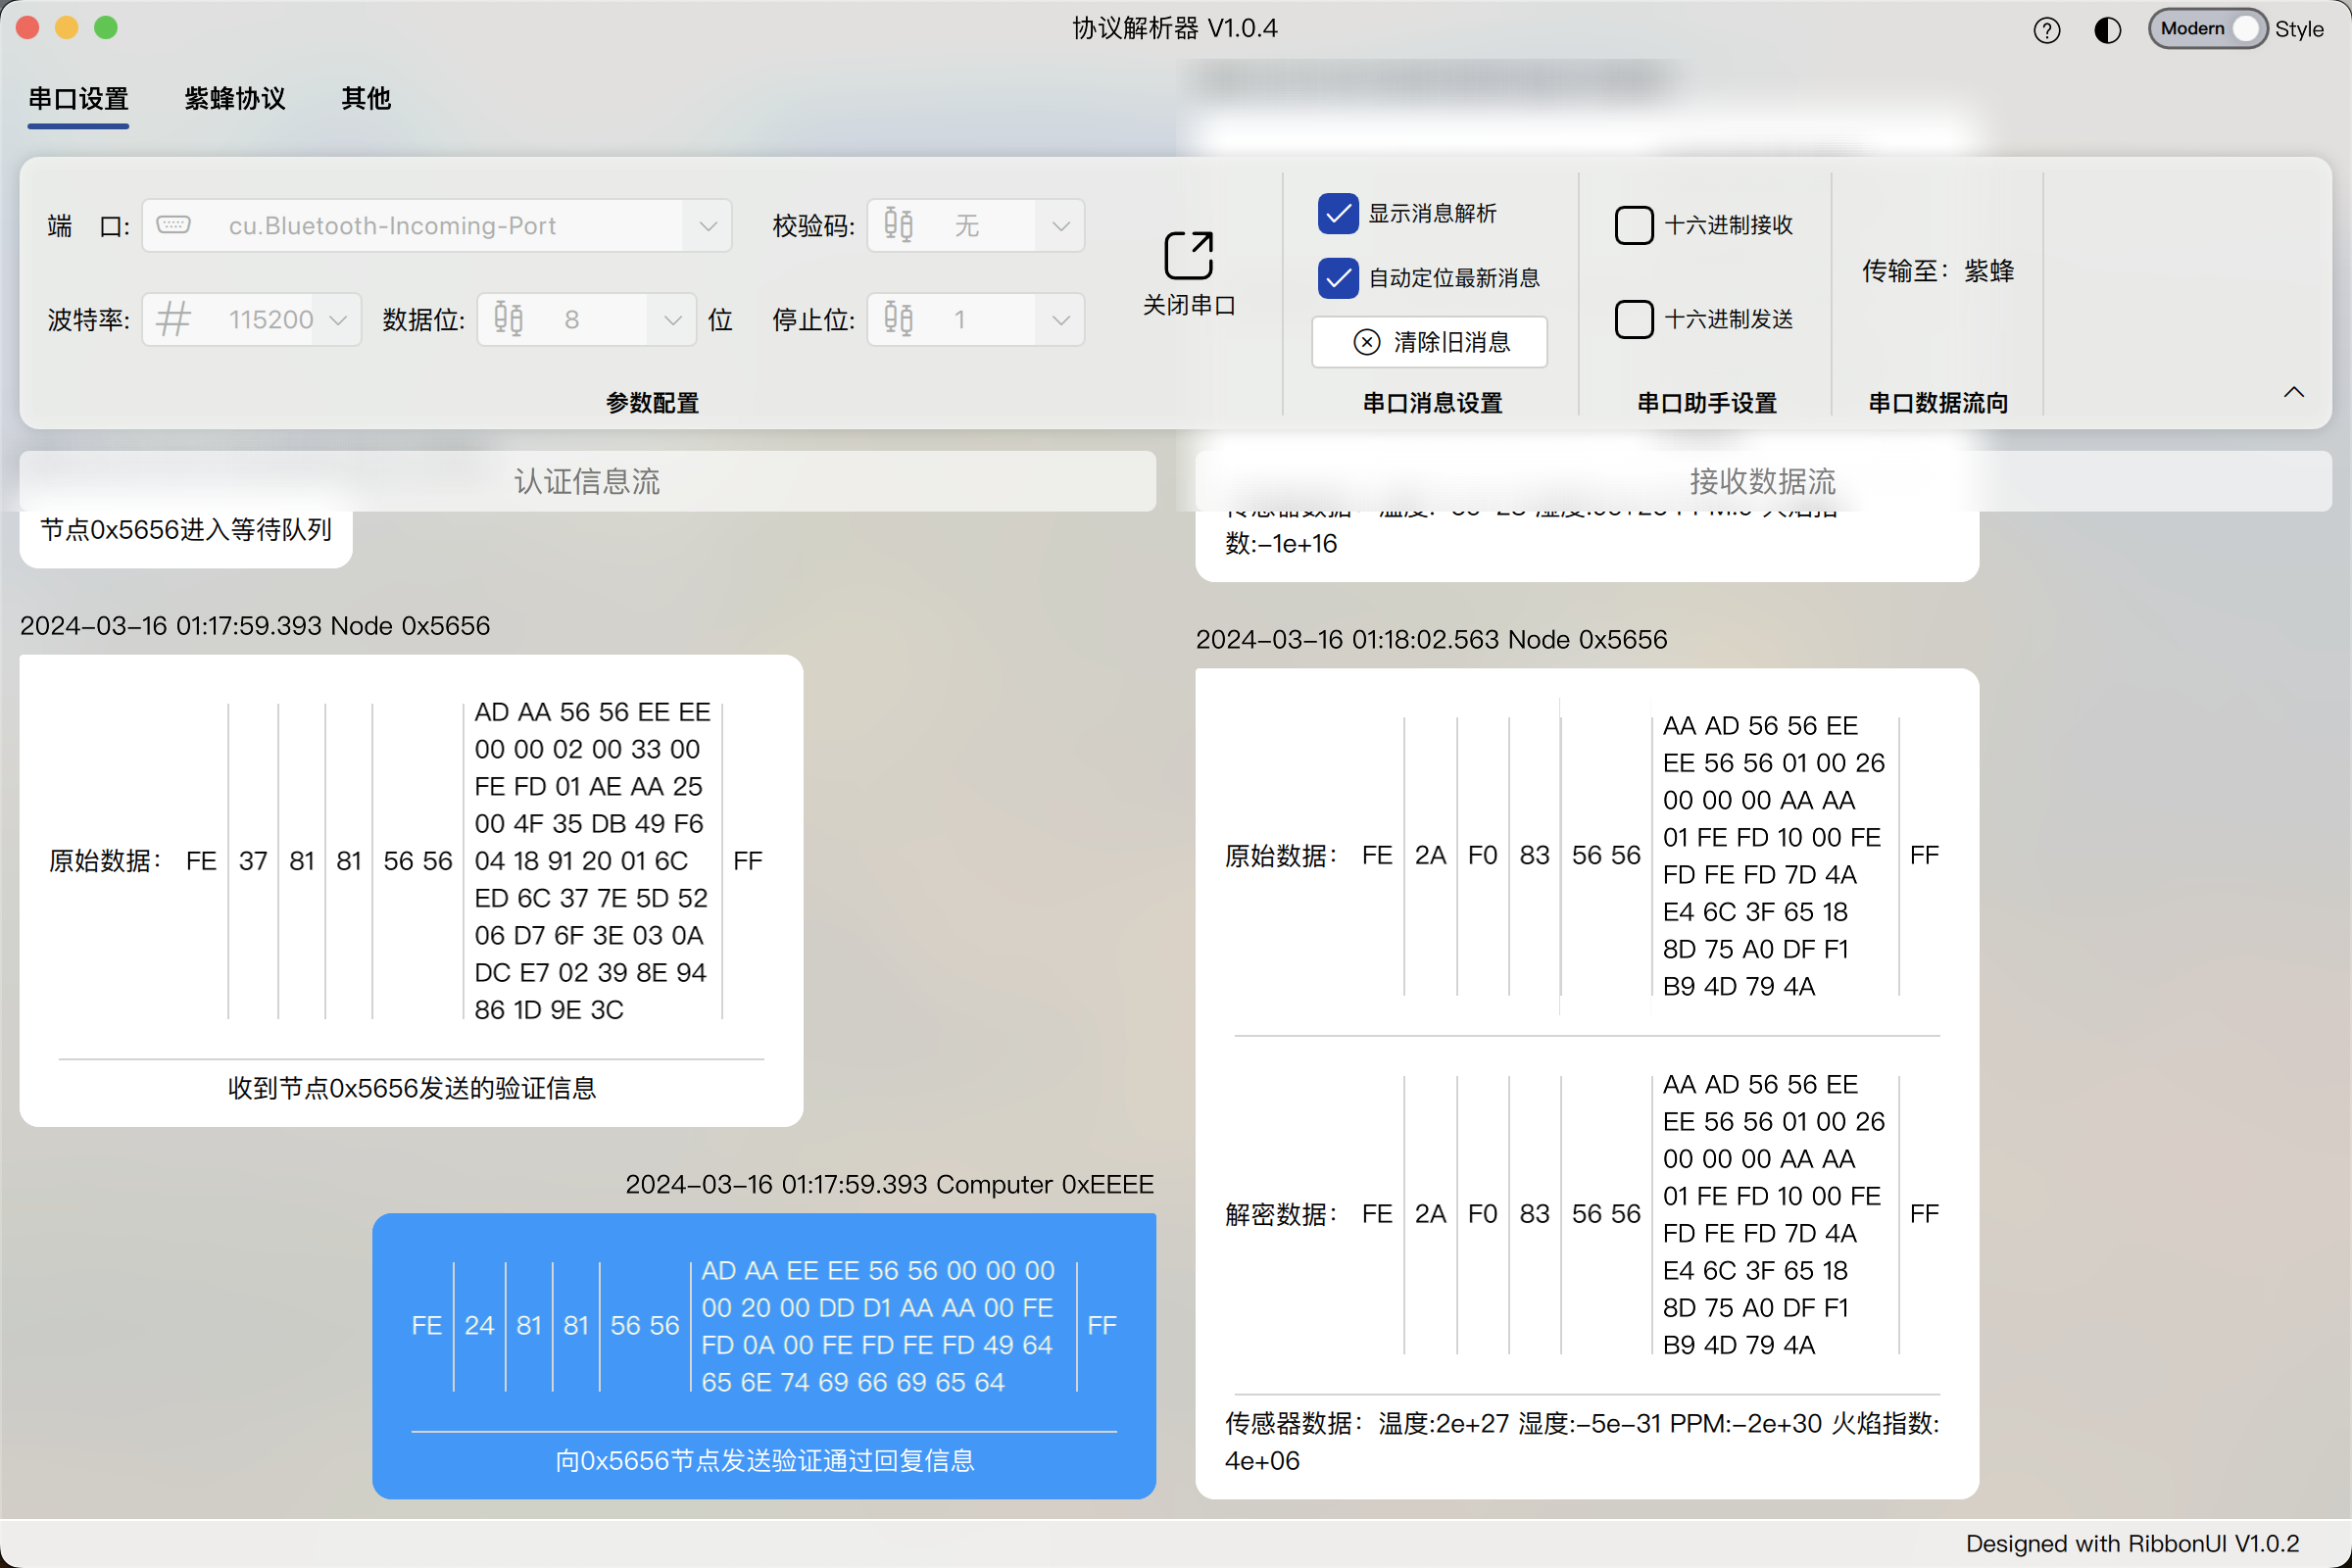 协议解析器 V1.0.4
Modern
Style
串口设置
紫蜂协议
其他
端 口:
cu.Bluetooth-Incoming-Port
校验码:
无
波特率:
115200
数据位:
8
位
停止位:
1
参数配置
关闭串口
显示消息解析
自动定位最新消息
清除旧消息
串口消息设置
十六进制接收
十六进制发送
串口助手设置
传输至：紫蜂
串口数据流向
认证信息流
节点0x5656进入等待队列
2024-03-16 01:17:59.393 Node 0x5656
原始数据：
FE
37
81
81
56 56
AD AA 56 56 EE EE
00 00 02 00 33 00
FE FD 01 AE AA 25
00 4F 35 DB 49 F6
04 18 91 20 01 6C
ED 6C 37 7E 5D 52
06 D7 6F 3E 03 0A
DC E7 02 39 8E 94
86 1D 9E 3C
FF
收到节点0x5656发送的验证信息
2024-03-16 01:17:59.393 Computer 0xEEEE
FE
24
81
81
56 56
AD AA EE EE 56 56 00 00 00
00 20 00 DD D1 AA AA 00 FE
FD 0A 00 FE FD FE FD 49 64
65 6E 74 69 66 69 65 64
FF
向0x5656节点发送验证通过回复信息
接收数据流
数:-1e+16
2024-03-16 01:18:02.563 Node 0x5656
原始数据：
FE
2A
F0
83
56 56
AA AD 56 56 EE
EE 56 56 01 00 26
00 00 00 AA AA
01 FE FD 10 00 FE
FD FE FD 7D 4A
E4 6C 3F 65 18
8D 75 A0 DF F1
B9 4D 79 4A
FF
解密数据：
FE
2A
F0
83
56 56
AA AD 56 56 EE
EE 56 56 01 00 26
00 00 00 AA AA
01 FE FD 10 00 FE
FD FE FD 7D 4A
E4 6C 3F 65 18
8D 75 A0 DF F1
B9 4D 79 4A
FF
传感器数据：温度:2e+27 湿度:-5e-31 PPM:-2e+30 火焰指数:
4e+06
Designed with RibbonUI V1.0.2